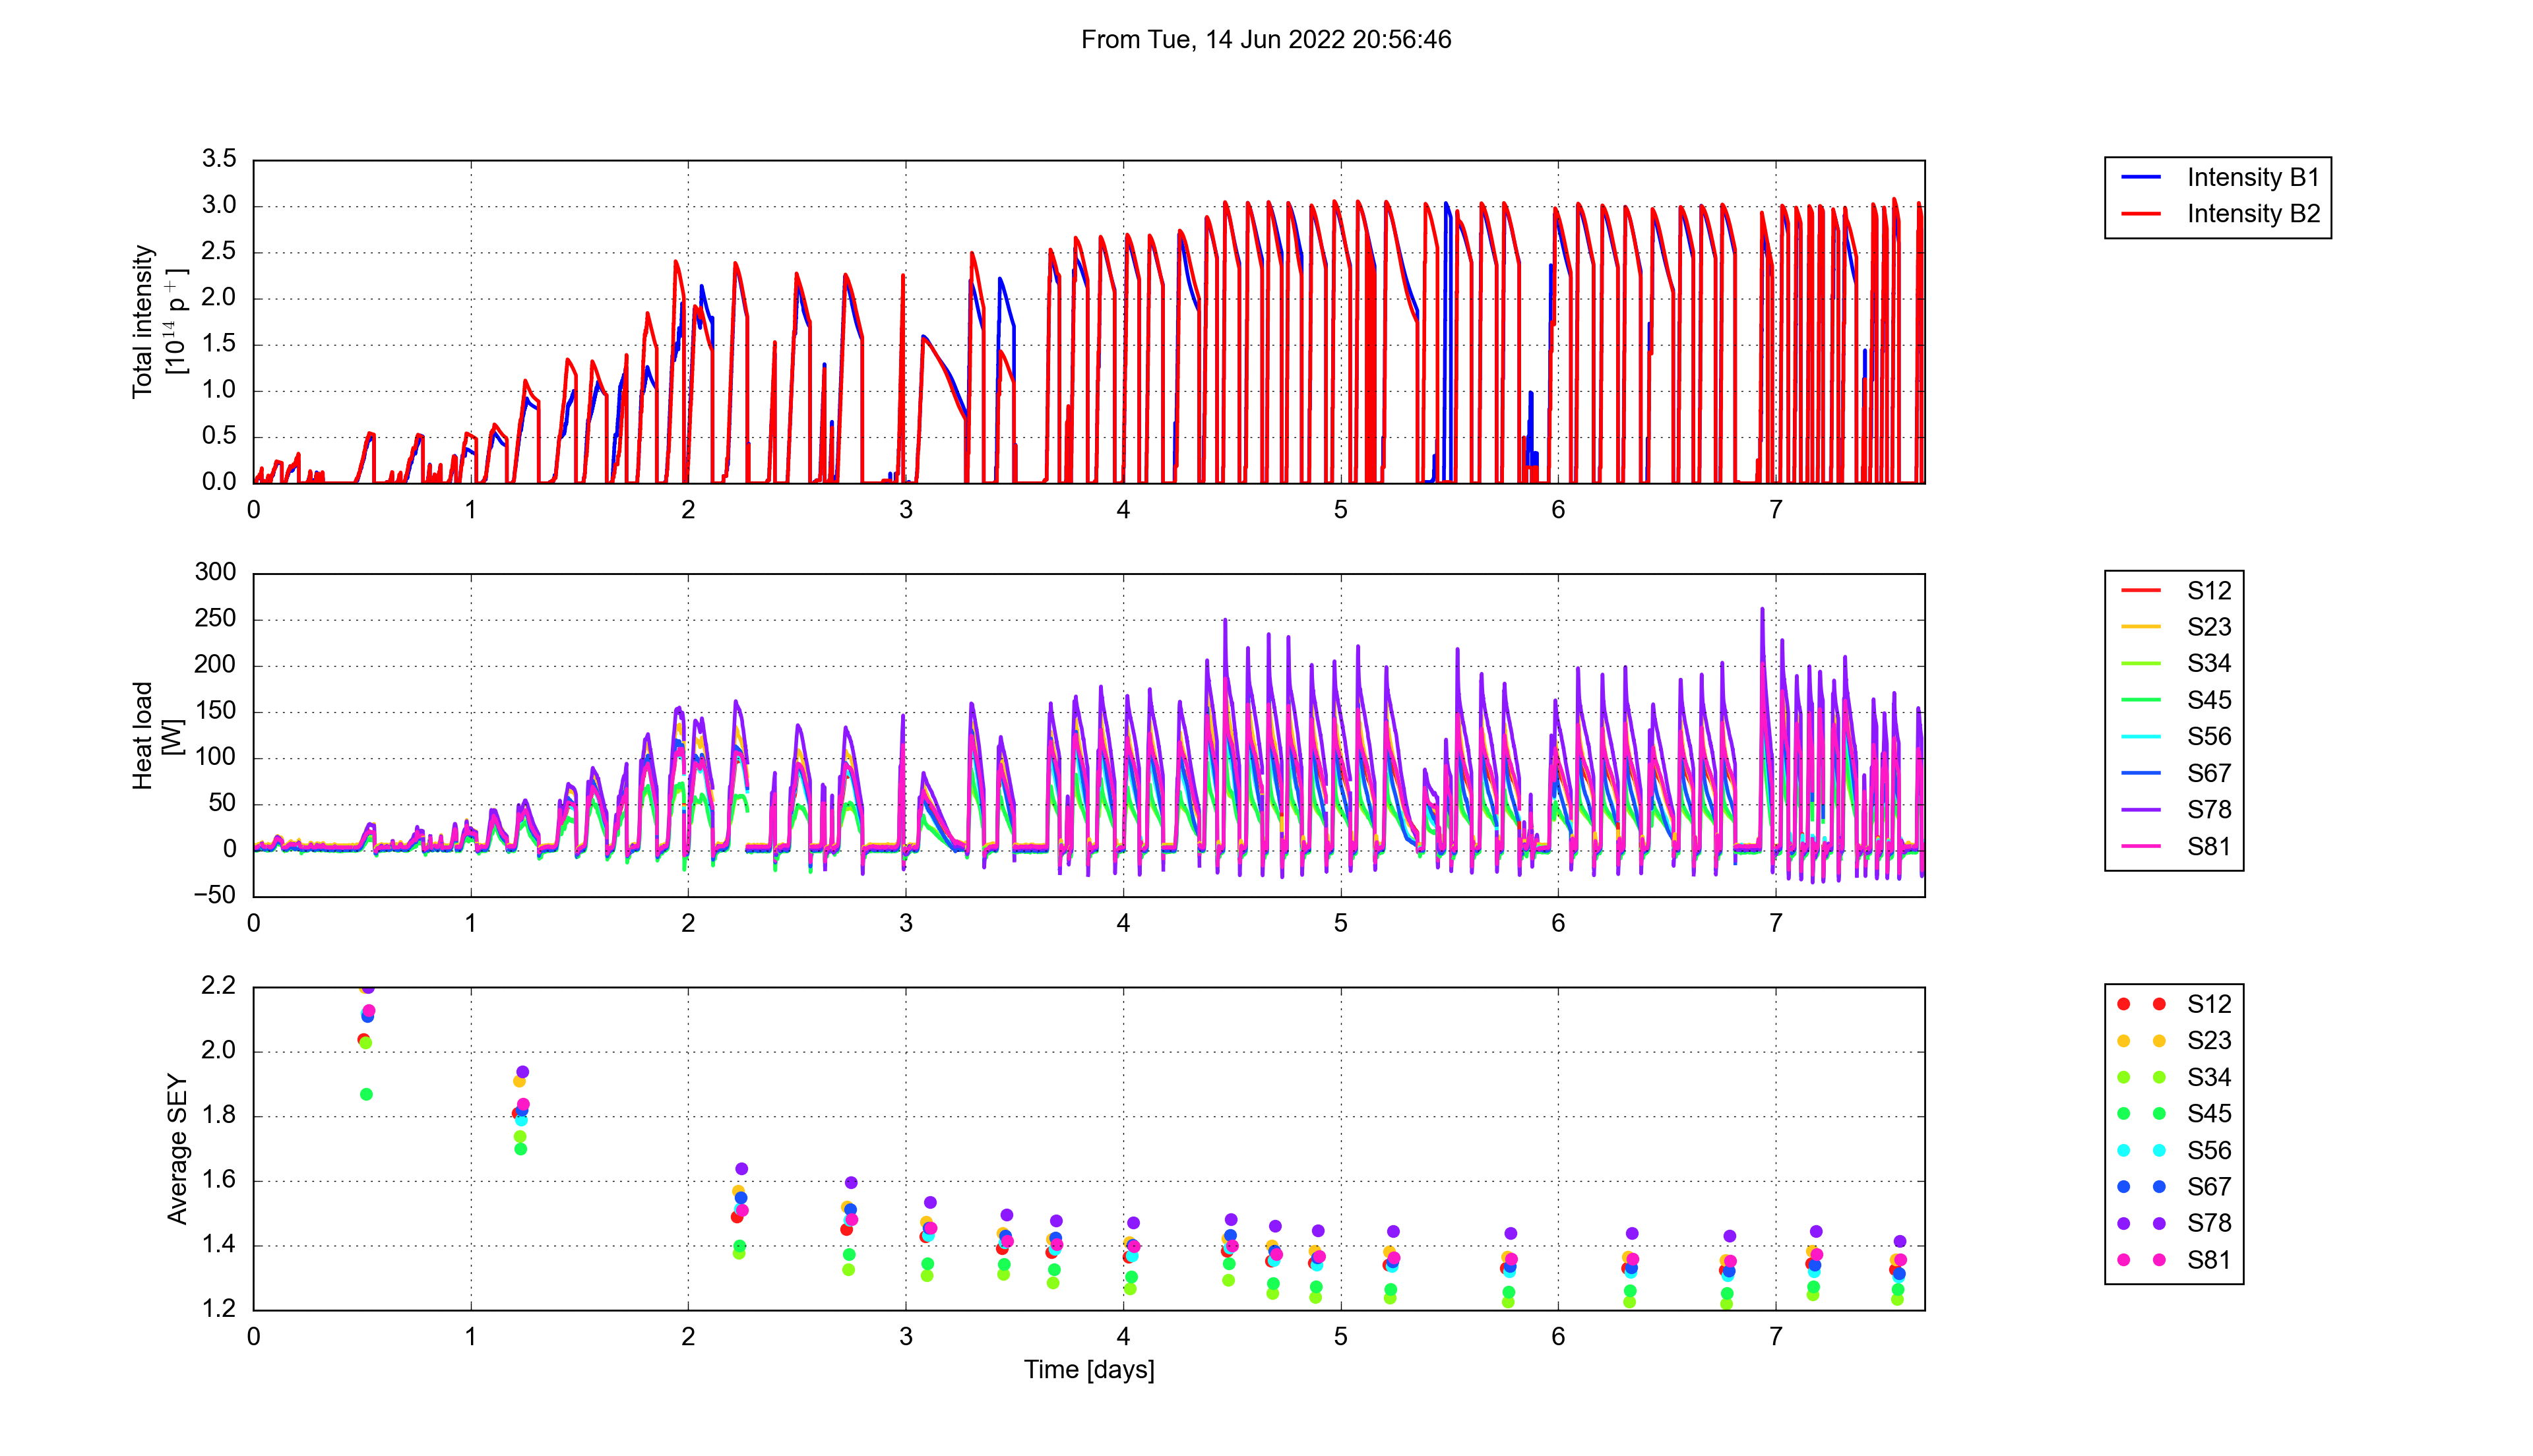 From Tue, 14 Jun 2022 20:56:46
Total intensity
[10^14 p^+]
3.5
3.0
2.5
2.0
1.5
1.0
0.5
0.0
0 1 2 3 4 5 6 7
Intensity B1
Intensity B2
Heat load
[W]
300
250
200
150
100
50
0
−50
0 1 2 3 4 5 6 7
S12
S23
S34
S45
S56
S67
S78
S81
Average SEY
2.2
2.0
1.8
1.6
1.4
1.2
0 1 2 3 4 5 6 7
Time [days]
S12
S23
S34
S45
S56
S67
S78
S81